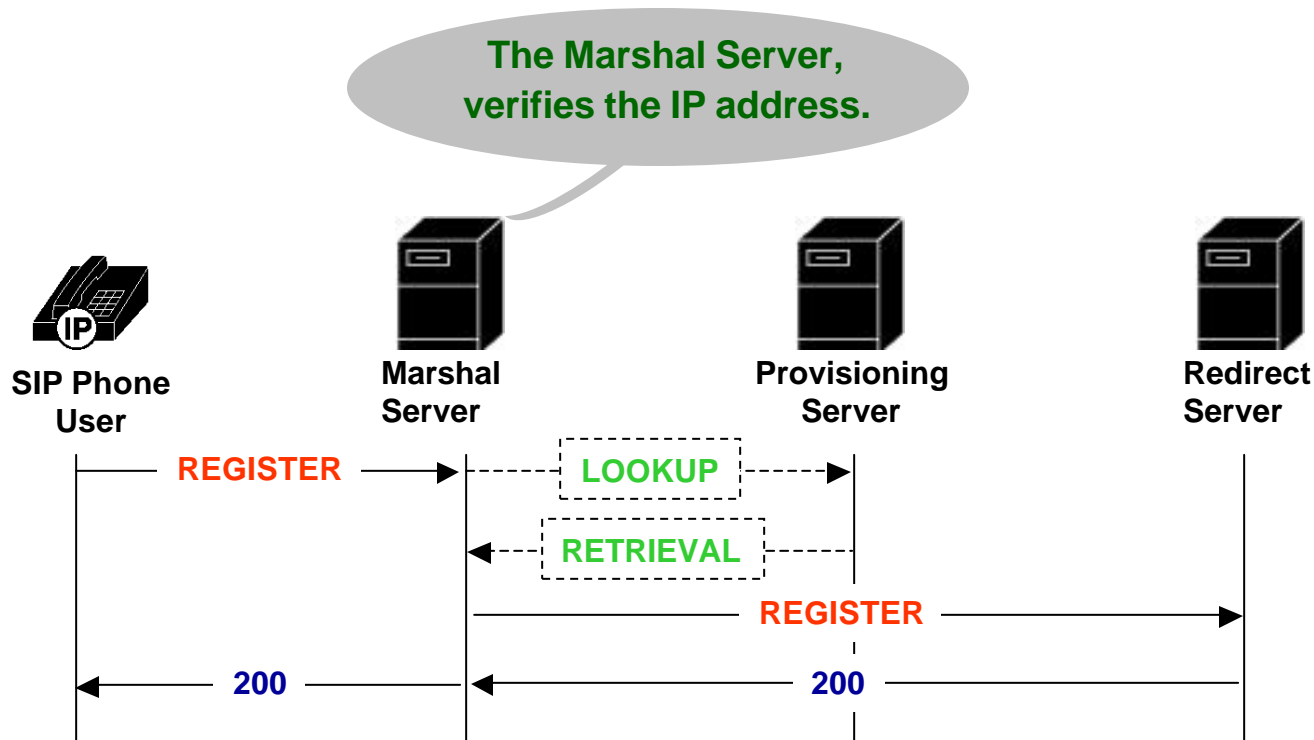 The Marshal Server,
verifies the IP address.
IP
SIP Phone
User
Marshal
Server
Provisioning
Server
Redirect
Server
REGISTER
LOOKUP
RETRIEVAL
REGISTER
200
200